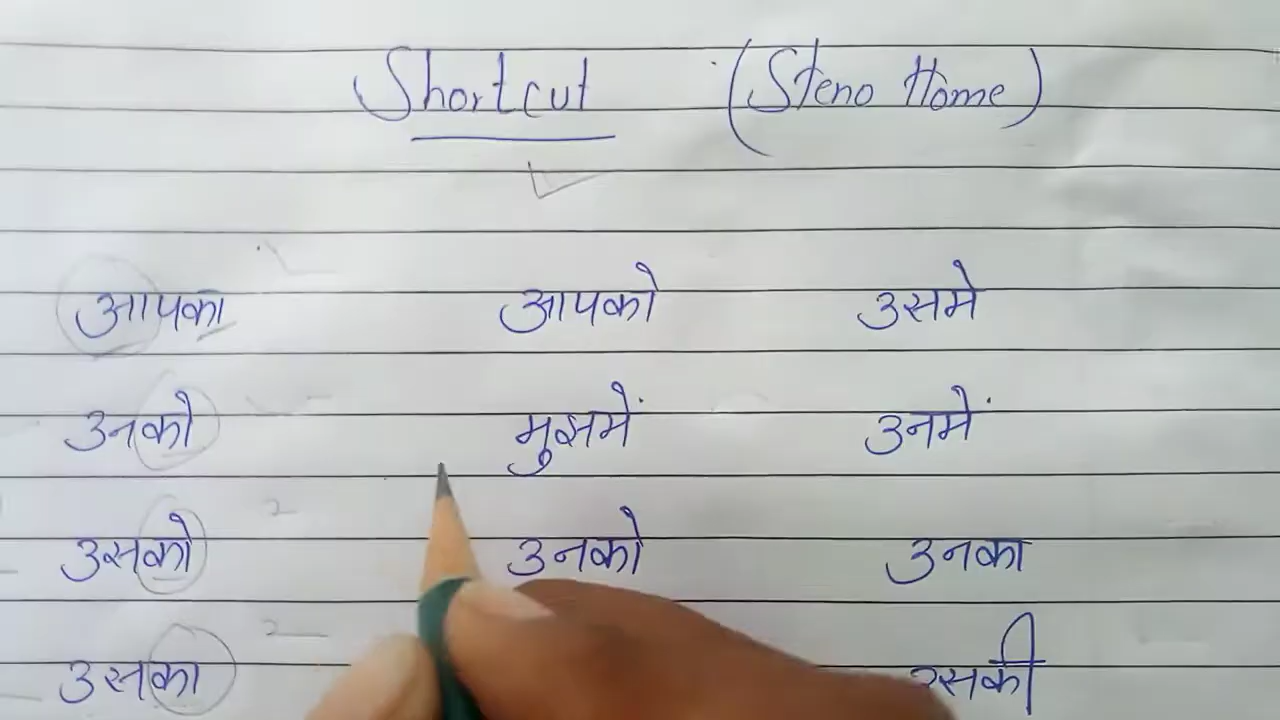 Shortcut (Steno Home)
आपका आपको उसमे
उनको मुझमें उनमें
उसको उनको उनका
उसका